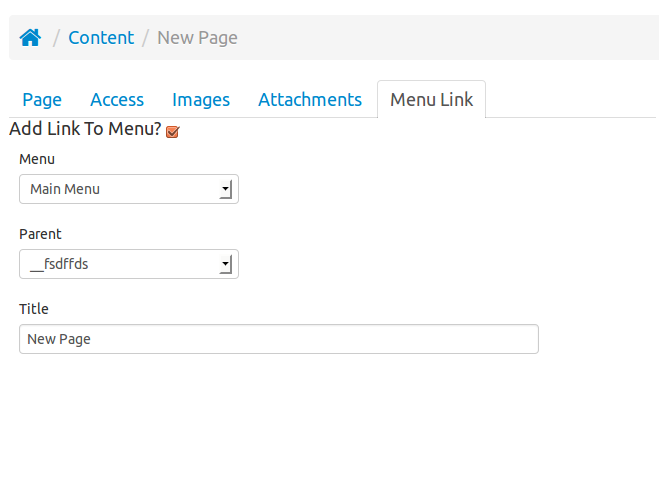 / Content / New Page
Page Access Images Attachments Menu Link
Add Link To Menu?
Menu
Main Menu
Parent
__fsdffds
Title
New Page